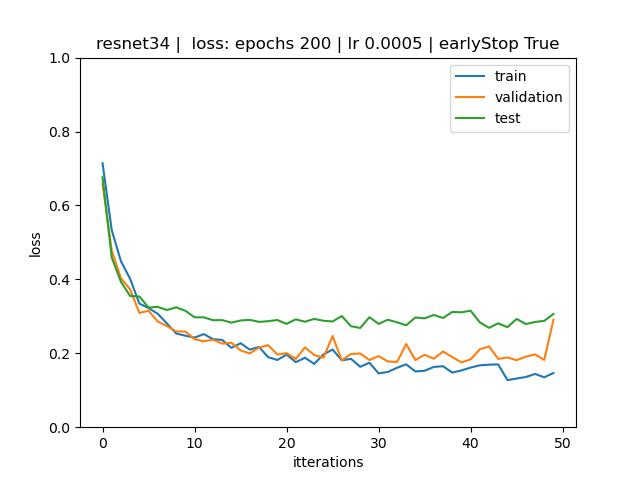 resnet34 |  loss: epochs 200 | lr 0.0005 | earlyStop True
train
validation
test
1.0
0.8
0.6
0.4
0.2
0.0
loss
0 10 20 30 40 50
itterations